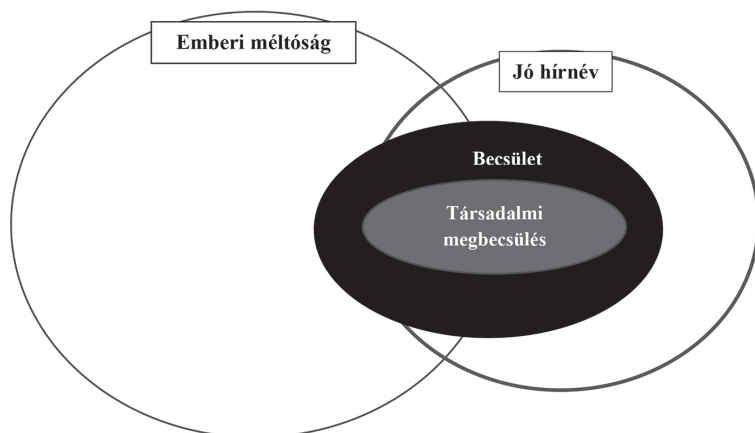 Emberi méltóság
Jó hírnév
Becsület
Társadalmi
megbecsülés